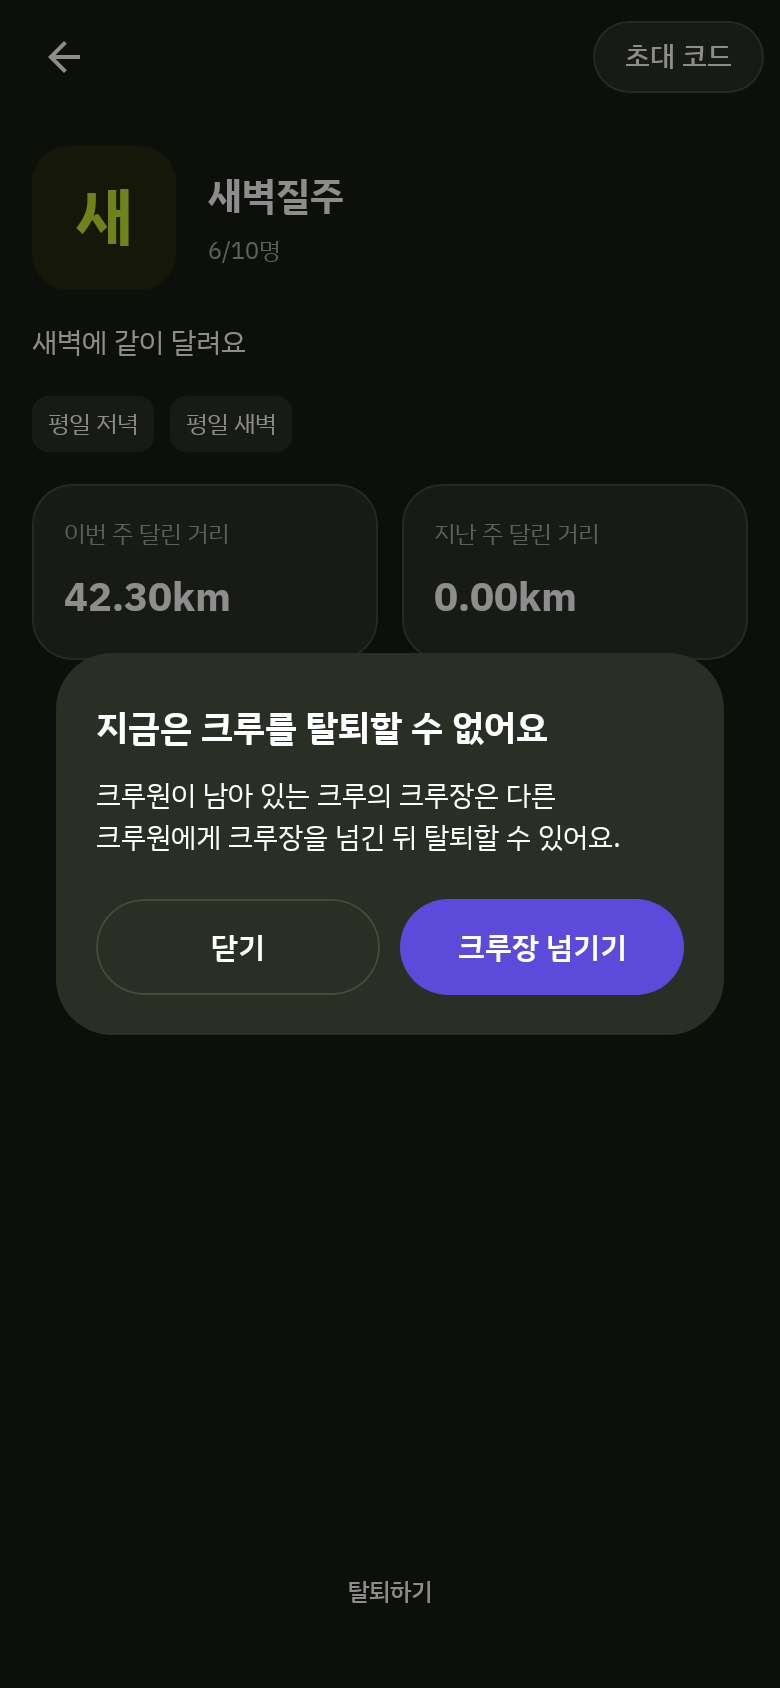 초대 코드
새
새벽질주
6/10명
새벽에 같이 달려요
평일 저녁
평일 새벽
이번 주 달린 거리
42.30km
지난 주 달린 거리
0.00km
지금은 크루를 탈퇴할 수 없어요
크루원이 남아 있는 크루의 크루장은 다른
크루원에게 크루장을 넘긴 뒤 탈퇴할 수 있어요.
닫기
크루장 넘기기
탈퇴하기